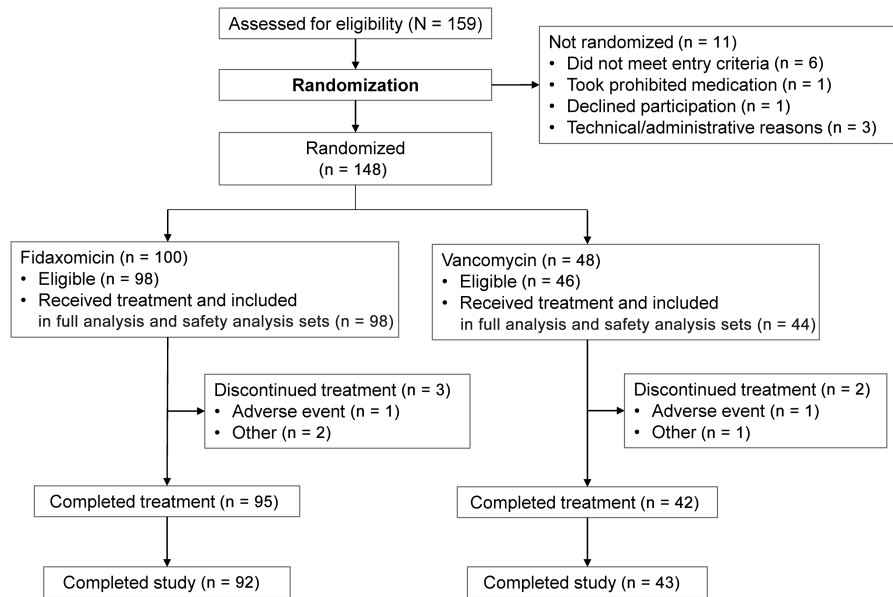 Assessed for eligibility (N = 159)
Not randomized (n = 11)
• Did not meet entry criteria (n = 6)
• Took prohibited medication (n = 1)
• Declined participation (n = 1)
• Technical/administrative reasons (n = 3)
Randomization
Randomized
(n = 148)
Fidaxomicin (n = 100)
• Eligible (n = 98)
• Received treatment and included
in full analysis and safety analysis sets (n = 98)
Vancomycin (n = 48)
• Eligible (n = 46)
• Received treatment and included
in full analysis and safety analysis sets (n = 44)
Discontinued treatment (n = 3)
• Adverse event (n = 1)
• Other (n = 2)
Discontinued treatment (n = 2)
• Adverse event (n = 1)
• Other (n = 1)
Completed treatment (n = 95)
Completed treatment (n = 42)
Completed study (n = 92)
Completed study (n = 43)